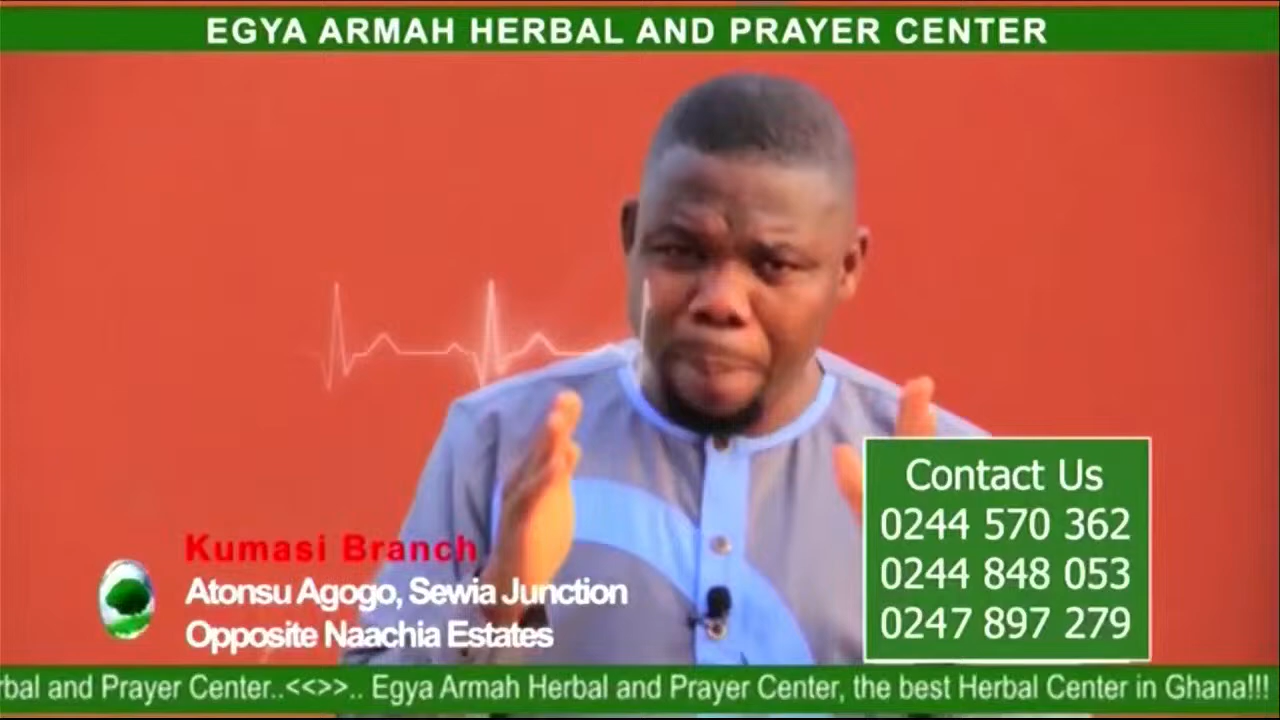 EGYA ARMAH HERBAL AND PRAYER CENTER
Contact Us
0244 570 362
0244 848 053
0247 897 279
Kumasi Branch
Atonsu Agogo, Sewia Junction
Opposite Naachia Estates
rbal and Prayer Center..<<>>.. Egya Armah Herbal and Prayer Center, the best Herbal Center in Ghana!!!